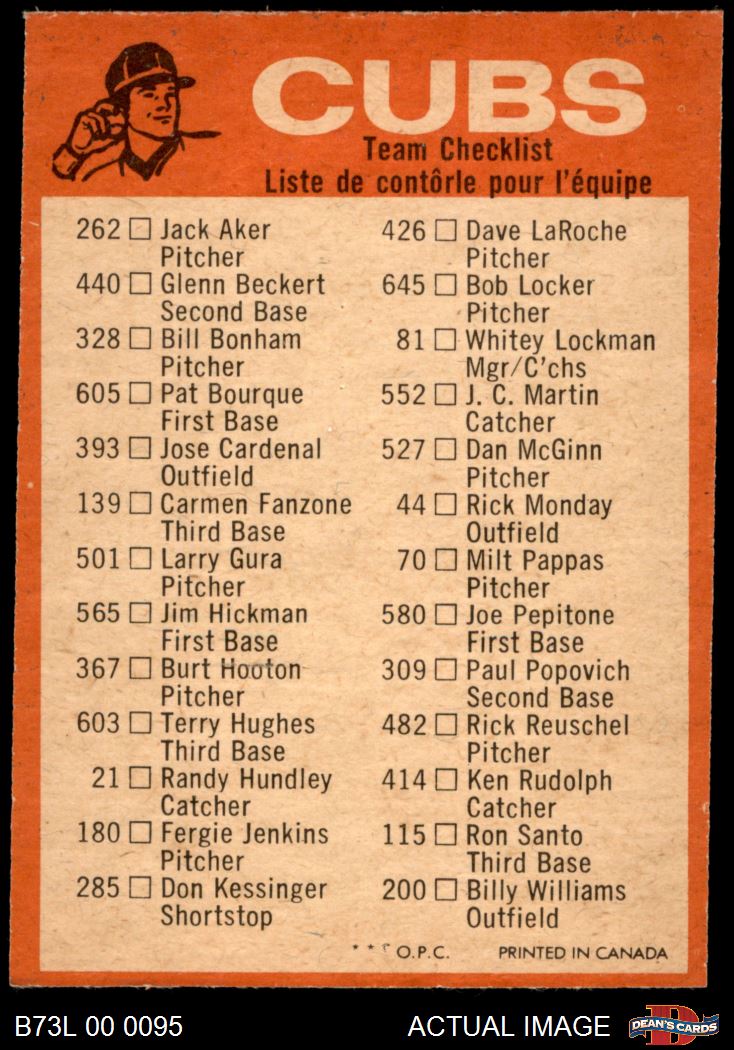 CUBS
Team Checklist
Liste de contôrle pour l'équipe
262 □ Jack Aker
Pitcher
440 □ Glenn Beckert
Second Base
328 □ Bill Bonham
Pitcher
605 □ Pat Bourque
First Base
393 □ Jose Cardenal
Outfield
139 □ Carmen Fanzone
Third Base
501 □ Larry Gura
Pitcher
565 □ Jim Hickman
First Base
367 □ Burt Hooton
Pitcher
603 □ Terry Hughes
Third Base
21 □ Randy Hundley
Catcher
180 □ Fergie Jenkins
Pitcher
285 □ Don Kessinger
Shortstop
426 □ Dave LaRoche
Pitcher
645 □ Bob Locker
Pitcher
81 □ Whitey Lockman
Mgr/C'chs
552 □ J. C. Martin
Catcher
527 □ Dan McGinn
Pitcher
44 □ Rick Monday
Outfield
70 □ Milt Pappas
Pitcher
580 □ Joe Pepitone
First Base
309 □ Paul Popovich
Second Base
482 □ Rick Reuschel
Pitcher
414 □ Ken Rudolph
Catcher
115 □ Ron Santo
Third Base
200 □ Billy Williams
Outfield
* * * O.P.C. PRINTED IN CANADA
B73L 00 0095 ACTUAL IMAGE
B DEAN'S CARDS